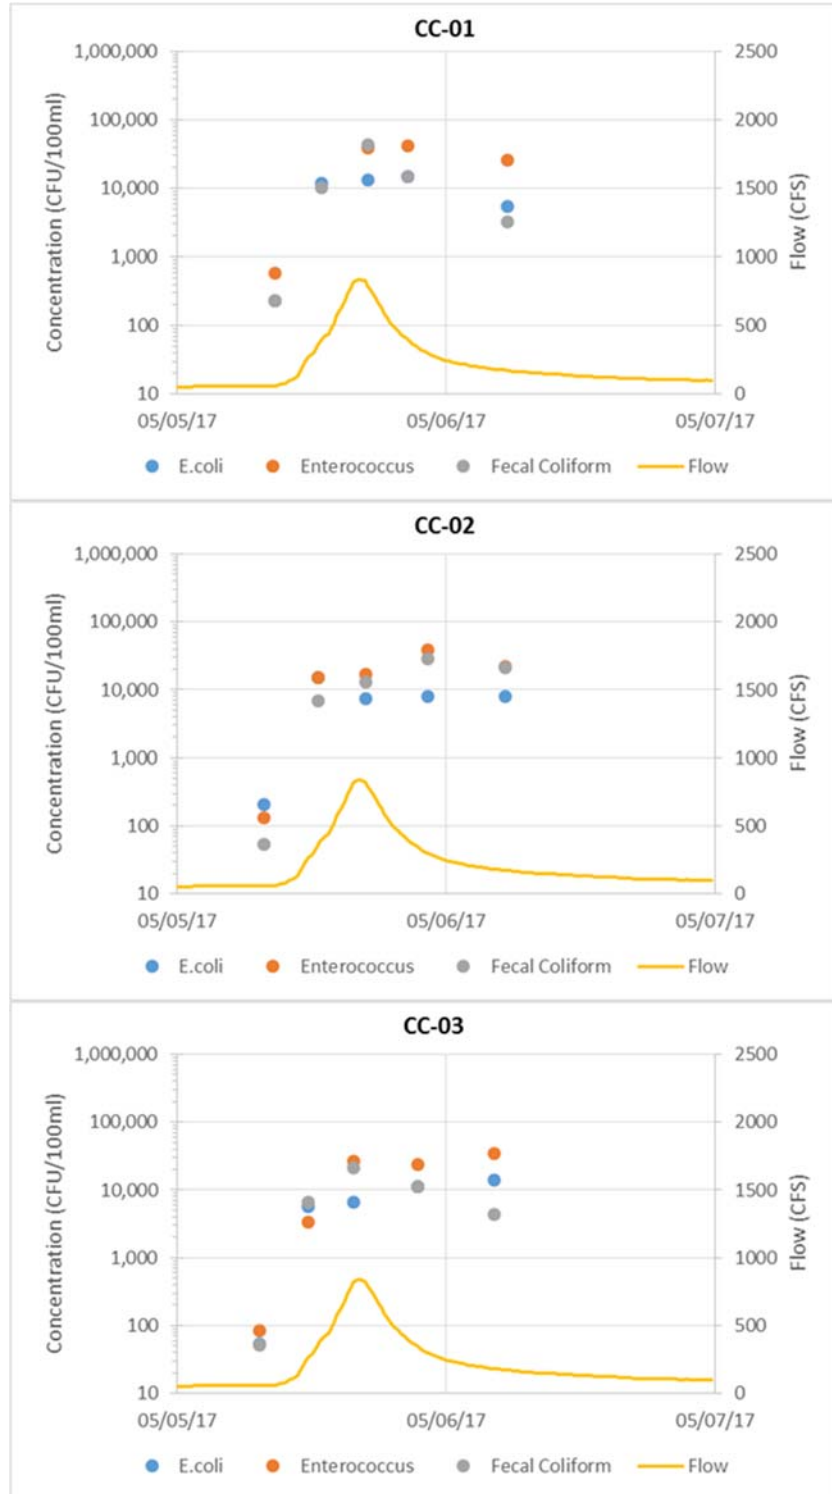 CC-01
1,000,000
2500
100,000
2000
10,000
1500
1,000
1000
100
500
10
0
Concentration (CFU/100ml)
Flow (CFS)
05/05/17
05/06/17
05/07/17
E.coli
Enterococcus
Fecal Coliform
Flow
CC-02
1,000,000
2500
100,000
2000
10,000
1500
1,000
1000
100
500
10
0
Concentration (CFU/100ml)
Flow (CFS)
05/05/17
05/06/17
05/07/17
E.coli
Enterococcus
Fecal Coliform
Flow
CC-03
1,000,000
2500
100,000
2000
10,000
1500
1,000
1000
100
500
10
0
Concentration (CFU/100ml)
Flow (CFS)
05/05/17
05/06/17
05/07/17
E.coli
Enterococcus
Fecal Coliform
Flow